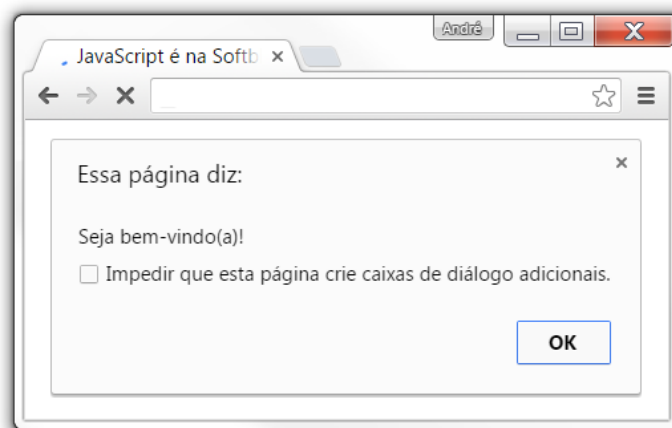 André
JavaScript é na Softb
Essa página diz:
Seja bem-vindo(a)!
Impedir que esta página crie caixas de diálogo adicionais.
OK